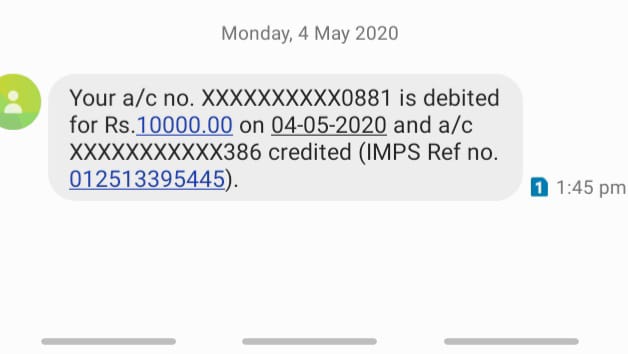 Monday, 4 May 2020
Your a/c no. XXXXXXXXXX0881 is debited
for Rs.10000.00 on 04-05-2020 and a/c
XXXXXXXXXXX386 credited (IMPS Ref no.
012513395445).
1 1:45 pm